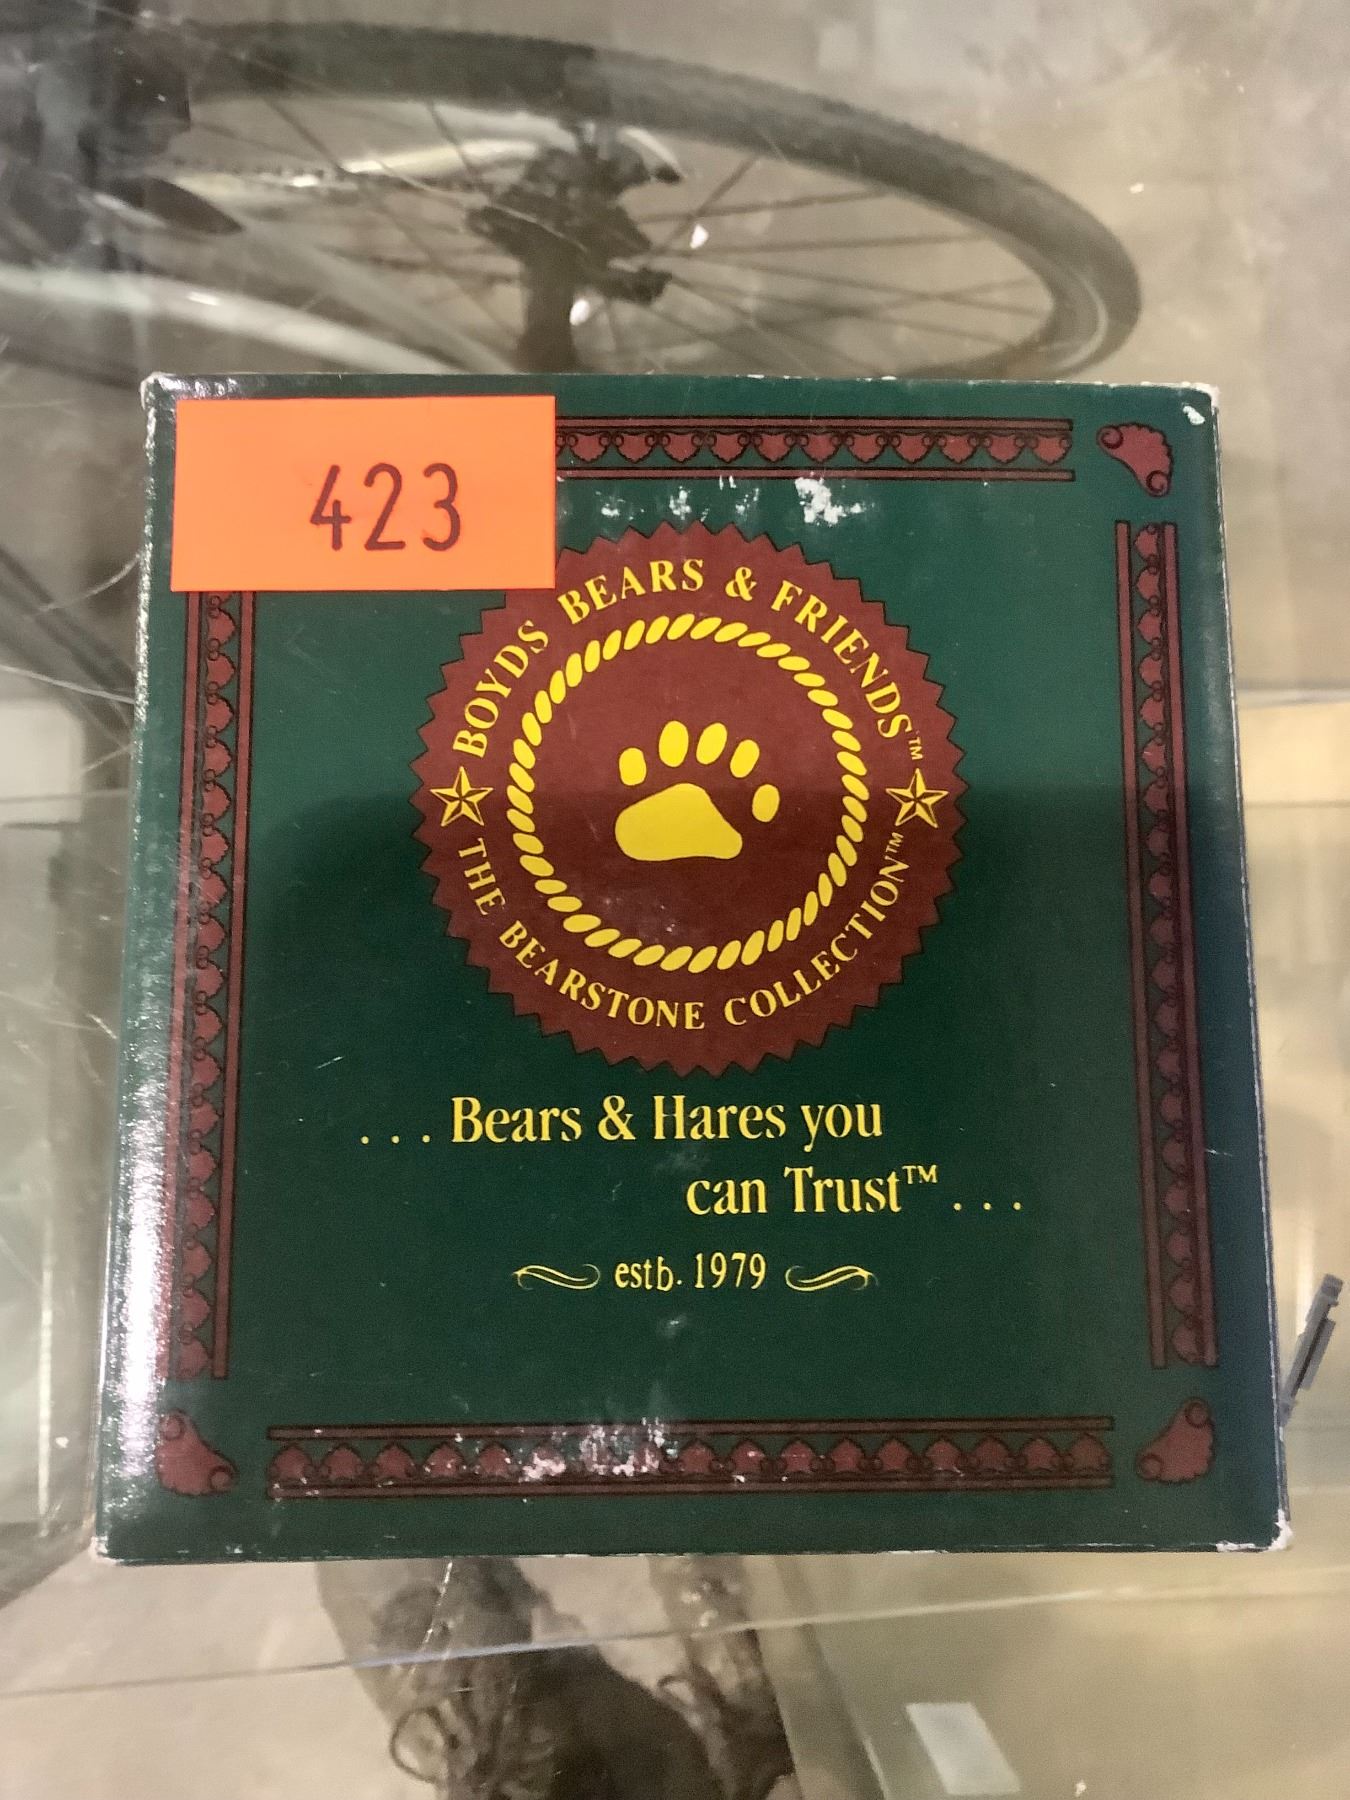 423
BOYDS BEARS & FRIENDS™
THE BEARSTONE COLLECTION™
...Bears & Hares you
can Trust™...
estb. 1979